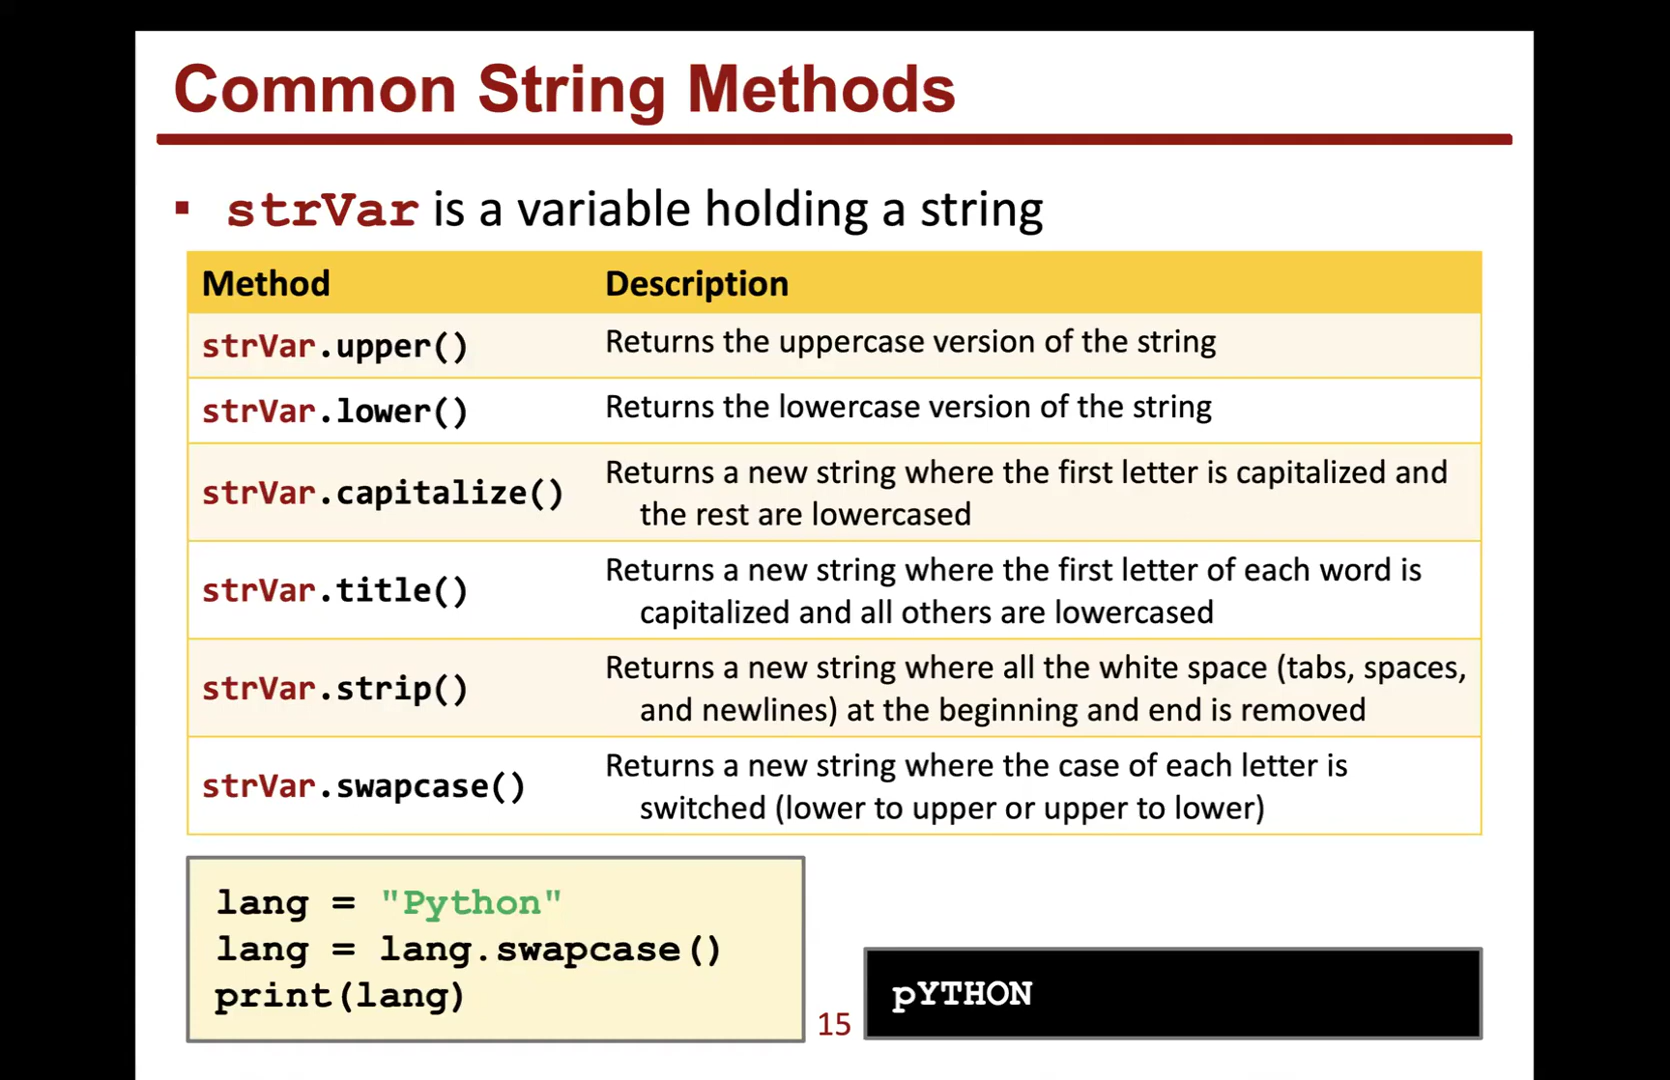 Common String Methods
▪ strVar is a variable holding a string
Method Description
strVar.upper() Returns the uppercase version of the string
strVar.lower() Returns the lowercase version of the string
strVar.capitalize() Returns a new string where the first letter is capitalized and
the rest are lowercased
strVar.title() Returns a new string where the first letter of each word is
capitalized and all others are lowercased
strVar.strip() Returns a new string where all the white space (tabs, spaces,
and newlines) at the beginning and end is removed
strVar.swapcase() Returns a new string where the case of each letter is
switched (lower to upper or upper to lower)
lang = "Python"
lang = lang.swapcase()
print(lang)
15
pYTHON